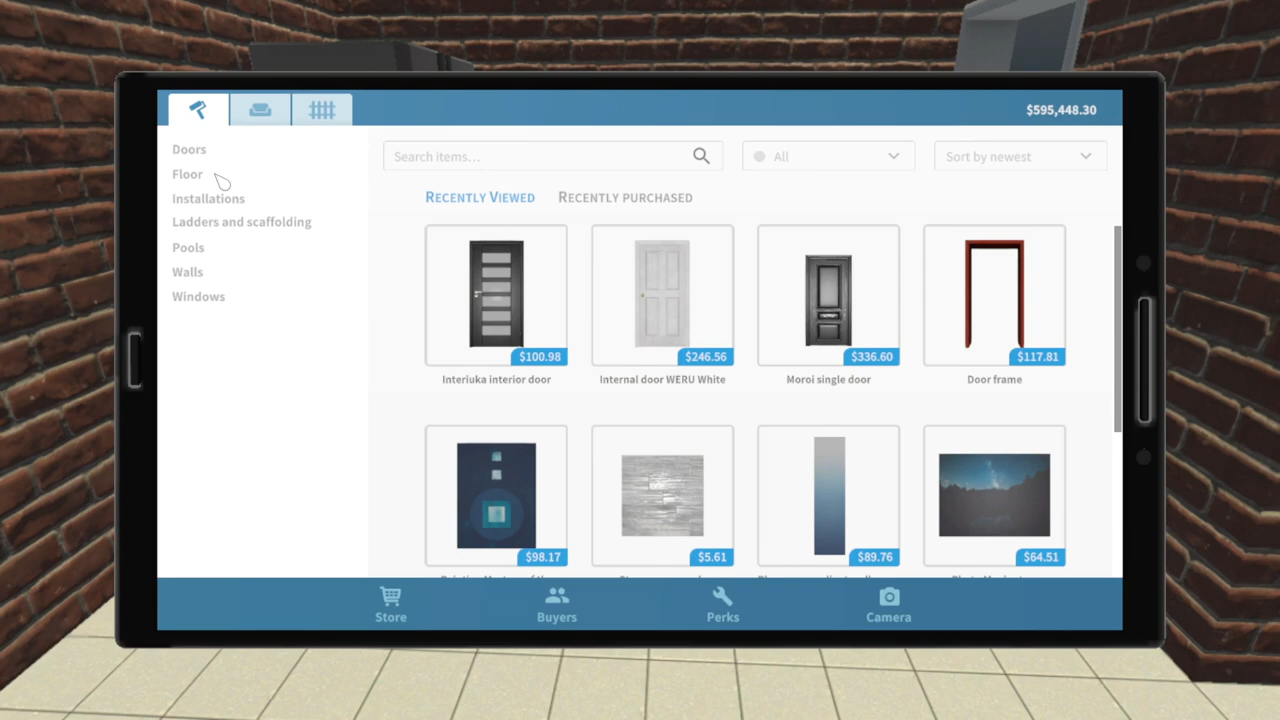 $595,448.30
Doors
Floor
Installations
Ladders and scaffolding
Pools
Walls
Windows
Search items...
All
Sort by newest
Recently Viewed
Recently purchased
$100.98
$246.56
$336.60
$117.81
Interiuka interior door
Internal door WERU White
Moroi single door
Door frame
$98.17
$5.61
$89.76
$64.51
Store
Buyers
Perks
Camera